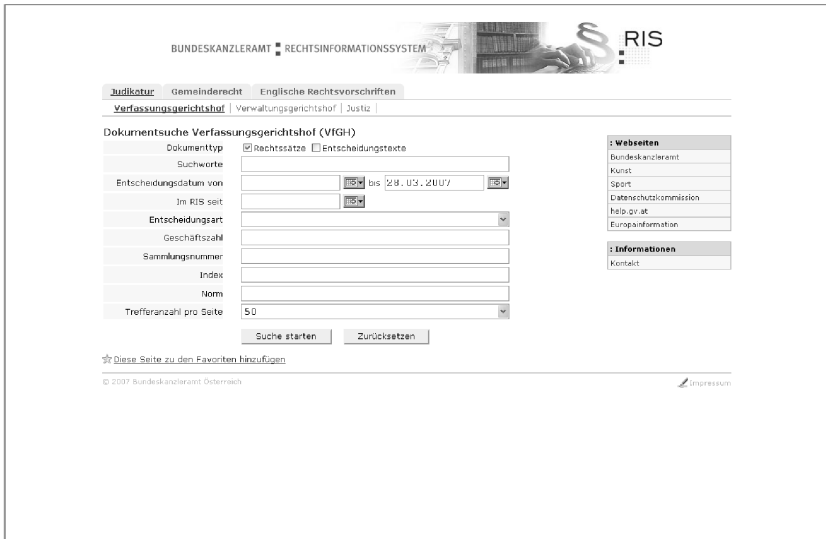 BUNDESKANZLERAMT RECHTSINFORMATIONSSYSTEM
§ RIS
Judikatur Gemeinderecht Englische Rechtsvorschriften
Verfassungsgerichtshof | Verwaltungsgerichtshof | Justiz |
Dokumentsuche Verfassungsgerichtshof (VfGH)
Dokumenttyp Rechtssätze Entscheidungstexte
Suchworte
Entscheidungsdatum von bis 28.03.2007
Im RIS seit
Entscheidungsart
Geschäftszahl
Sammlungsnummer
Index
Norm
Trefferanzahl pro Seite 50
Suche starten Zurücksetzen
Diese Seite zu den Favoriten hinzufügen
© 2007 Bundeskanzleramt Österreich
Impressum
: Webseiten
Bundeskanzleramt
Kunst
Sport
Datenschutzkommission
help.gv.at
Europainformation
: Informationen
Kontakt